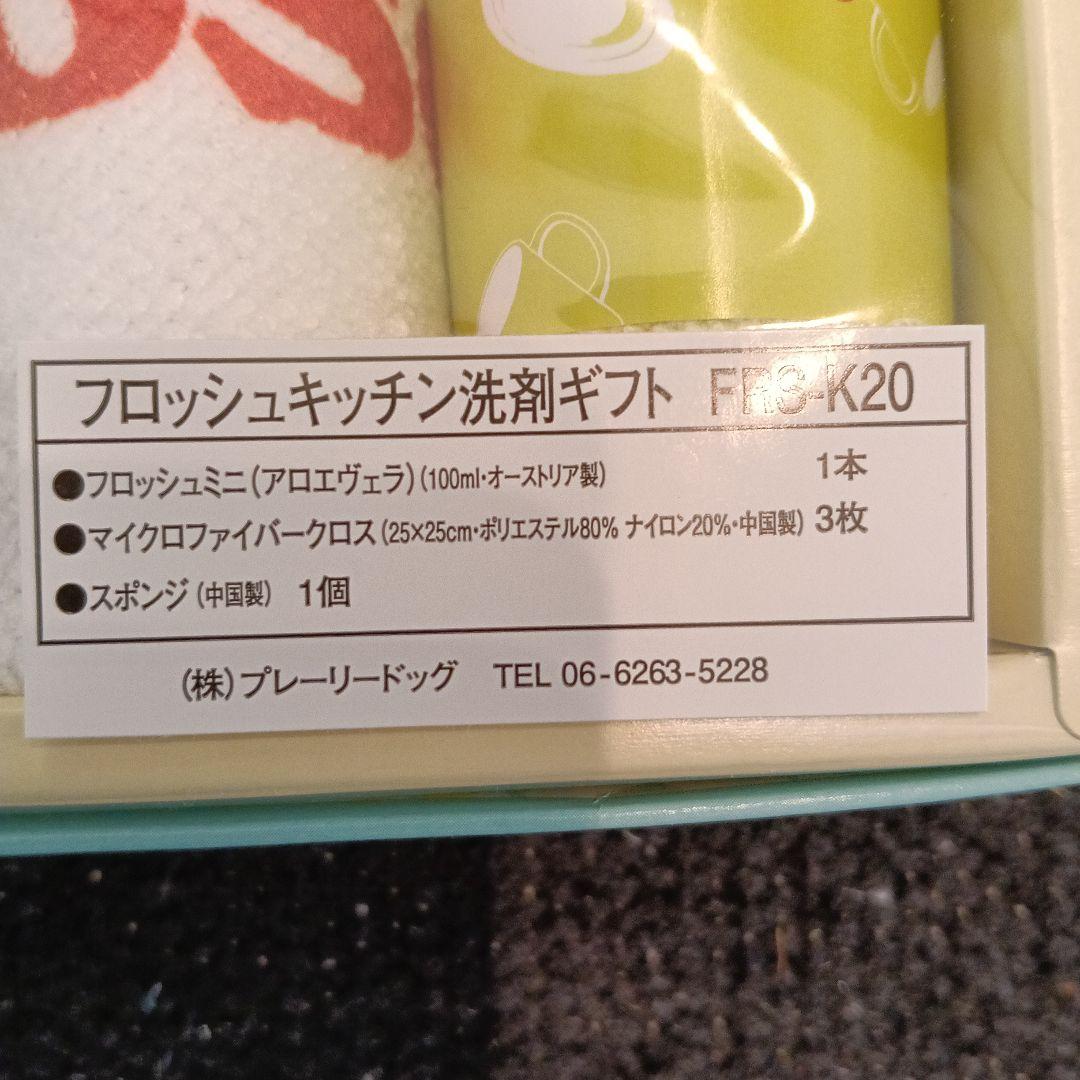 フロッシュキッチン洗剤ギフト FRS-K20
●フロッシュミニ(アロエヴェラ)(100ml・オーストリア製) 1本
●マイクロファイバークロス(25×25cm・ポリエステル80% ナイロン20%・中国製) 3枚
●スポンジ(中国製) 1個
(株)プレーリードッグ TEL 06-6263-5228